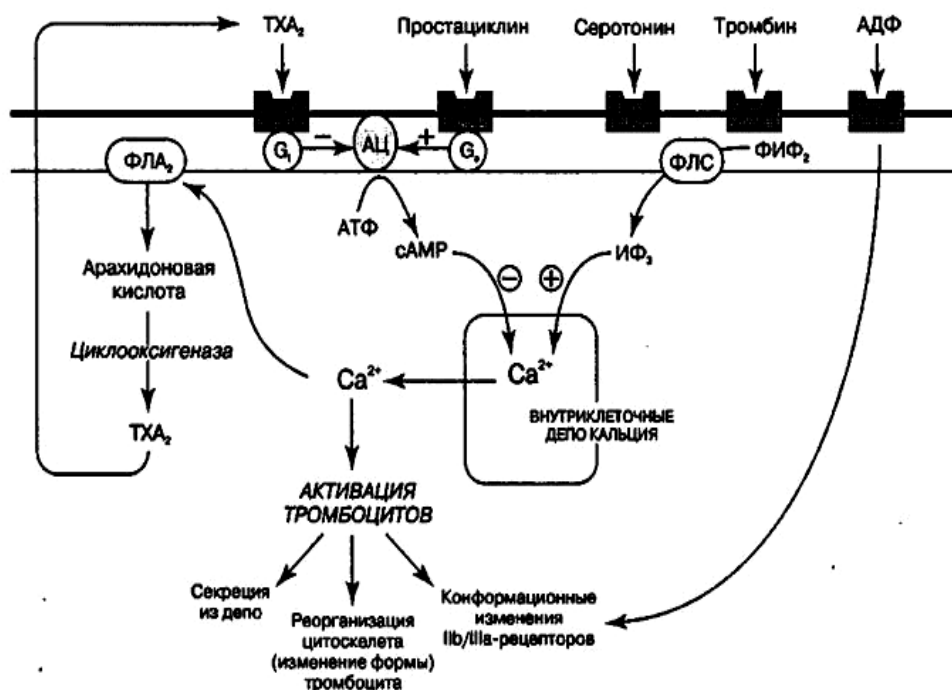 TXA₂
Простациклин
Серотонин
Тромбин
АДФ
G₁
−
АЦ
+
Gₛ
ФЛА₂
ФЛС
ФИФ₂
АТФ
cAMP
ИФ₃
−
+
Арахидоновая
кислота
Циклооксигеназа
TXA₂
Ca²⁺
Ca²⁺
ВНУТРИКЛЕТОЧНЫЕ
ДЕПО КАЛЬЦИЯ
АКТИВАЦИЯ
ТРОМБОЦИТОВ
Секреция
из депо
Реорганизация
цитоскелета
(изменение формы)
тромбоцита
Конформационные
изменения
IIb/IIIa-рецепторов